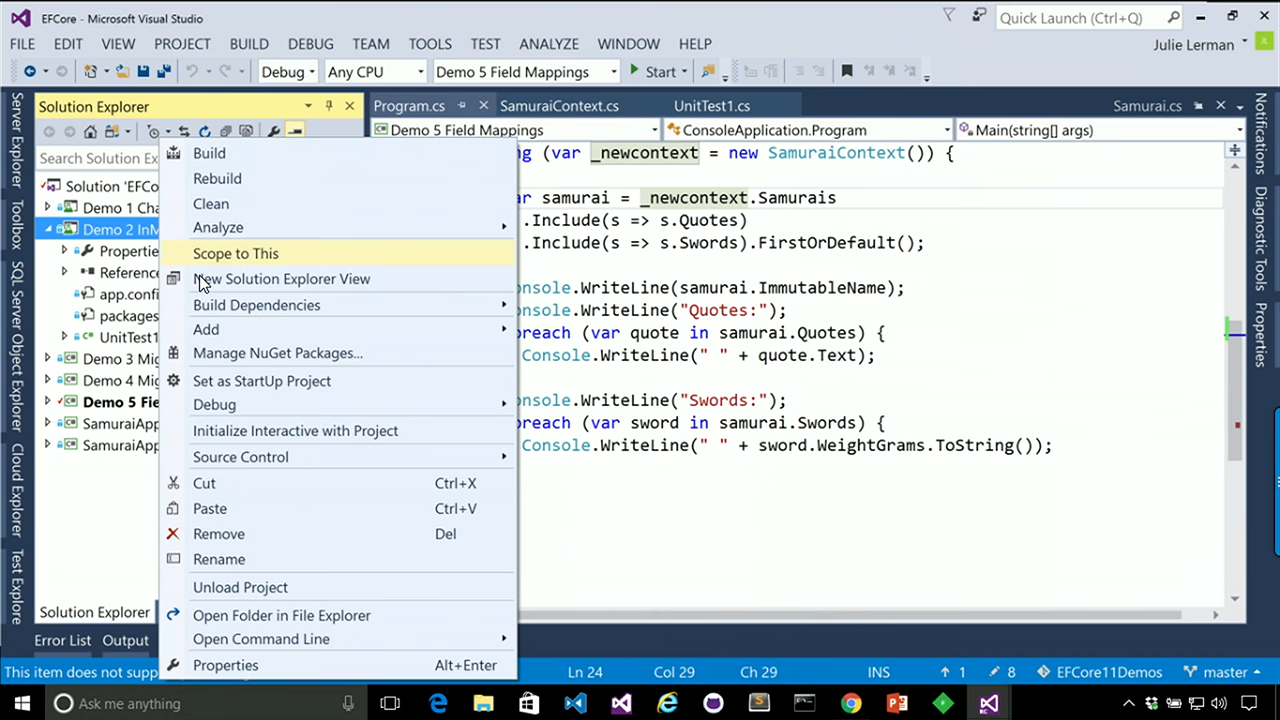 EFCore - Microsoft Visual Studio
Quick Launch (Ctrl+Q)
FILE EDIT VIEW PROJECT BUILD DEBUG TEAM TOOLS TEST ANALYZE WINDOW HELP
Julie Lerman
Debug Any CPU Demo 5 Field Mappings Start
Server Explorer
Toolbox
SQL Server Object Explorer
Cloud Explorer
Test Explore
Solution Explorer
Search Solution Ex
Solution 'EFCo
Demo 1 Cha
Demo 2 InM
Propertie
Reference
app.confi
packages
UnitTest1
Demo 3 Mig
Demo 4 Mig
Demo 5 Fie
SamuraiApp
SamuraiApp
Solution Explorer
Build
Rebuild
Clean
Analyze
Scope to This
New Solution Explorer View
Build Dependencies
Add
Manage NuGet Packages...
Set as StartUp Project
Debug
Initialize Interactive with Project
Source Control
Cut Ctrl+X
Paste Ctrl+V
Remove Del
Rename
Unload Project
Open Folder in File Explorer
Open Command Line
Properties Alt+Enter
Program.cs SamuraiContext.cs UnitTest1.cs Samurai.cs
Demo 5 Field Mappings ConsoleApplication.Program Main(string[] args)
ng (var _newcontext = new SamuraiContext()) {
ar samurai = _newcontext.Samurais
.Include(s => s.Quotes)
.Include(s => s.Swords).FirstOrDefault();
onsole.WriteLine(samurai.ImmutableName);
onsole.WriteLine("Quotes:");
oreach (var quote in samurai.Quotes) {
Console.WriteLine(" " + quote.Text);
onsole.WriteLine("Swords:");
oreach (var sword in samurai.Swords) {
Console.WriteLine(" " + sword.WeightGrams.ToString());
Notifications
Diagnostic Tools
Properties
Error List Output
This item does not supp Ln 24 Col 29 Ch 29 INS 1 8 EFCore11Demos master
Ask me anything